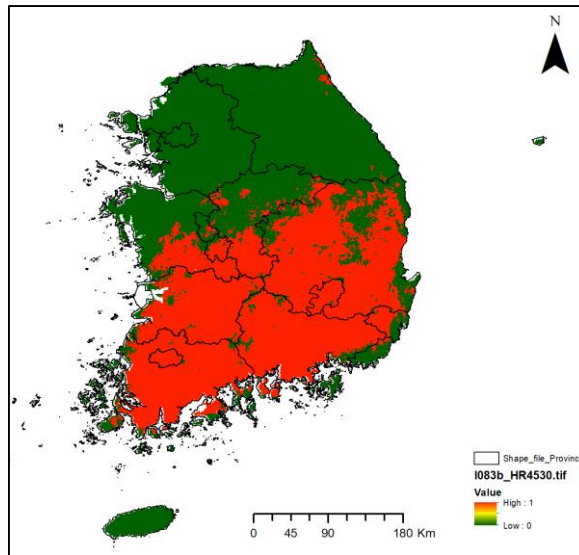 N
Shape_file_Provinc
I083b_HR4530.tif
Value
High : 1
Low : 0
0 45 90 180 Km